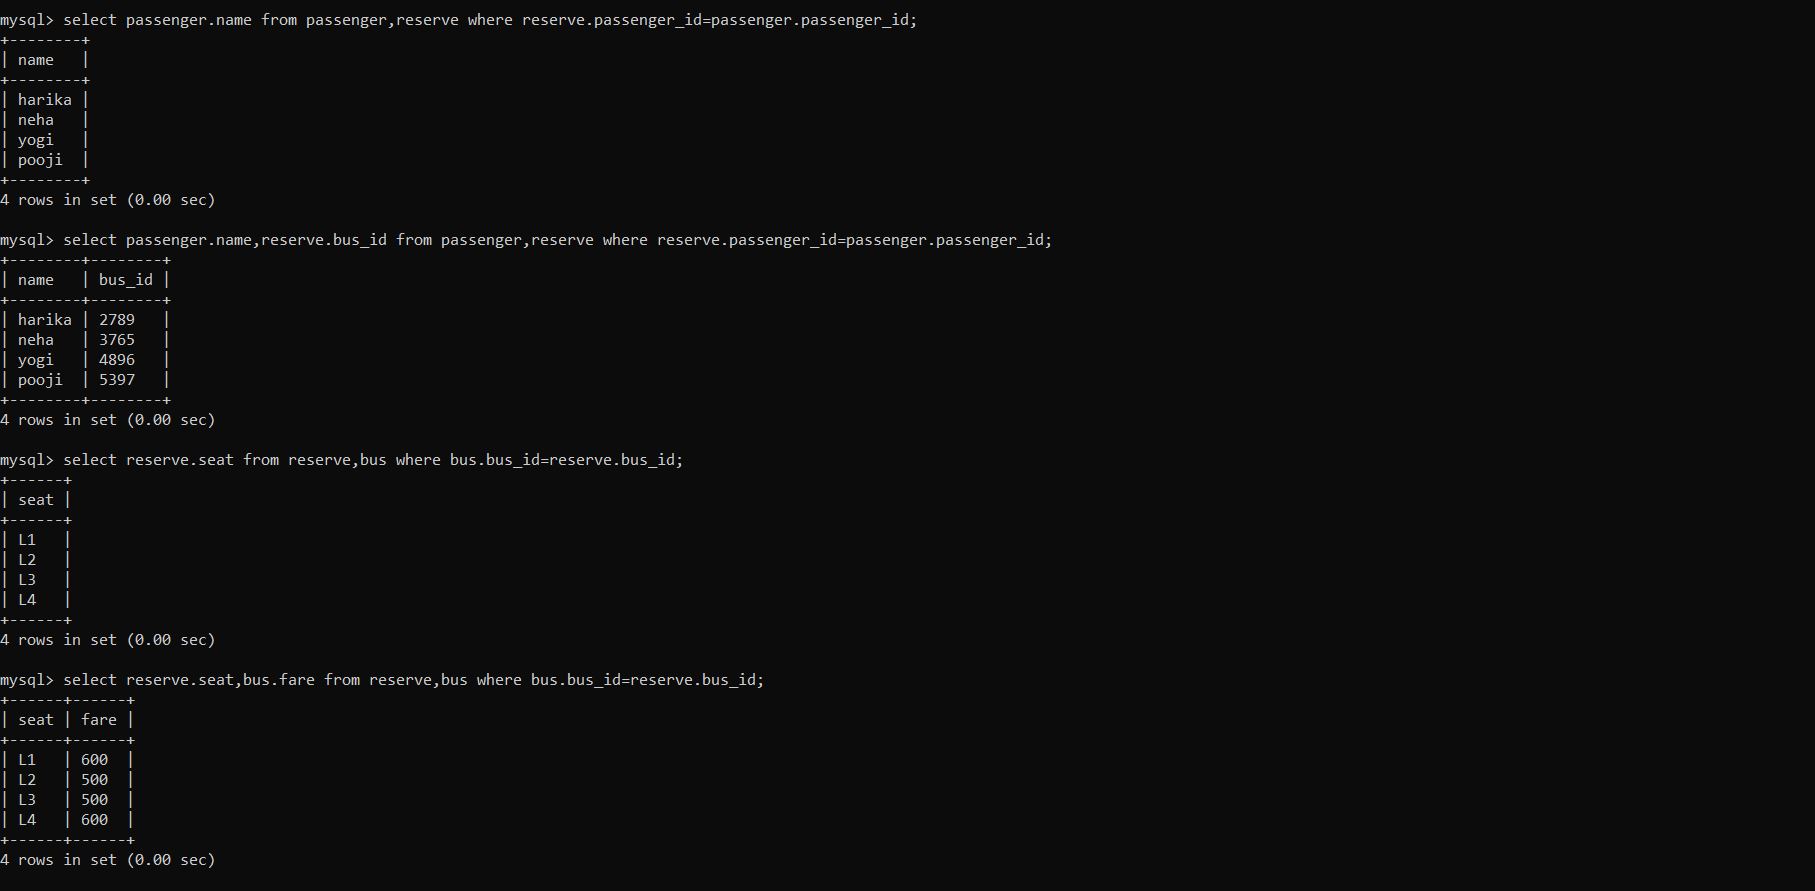 mysql> select passenger.name from passenger,reserve where reserve.passenger_id=passenger.passenger_id;
+--------+
| name   |
+--------+
| harika |
| neha   |
| yogi   |
| pooji  |
+--------+
4 rows in set (0.00 sec)

mysql> select passenger.name,reserve.bus_id from passenger,reserve where reserve.passenger_id=passenger.passenger_id;
+--------+--------+
| name   | bus_id |
+--------+--------+
| harika | 2789   |
| neha   | 3765   |
| yogi   | 4896   |
| pooji  | 5397   |
+--------+--------+
4 rows in set (0.00 sec)

mysql> select reserve.seat from reserve,bus where bus.bus_id=reserve.bus_id;
+------+
| seat |
+------+
| L1   |
| L2   |
| L3   |
| L4   |
+------+
4 rows in set (0.00 sec)

mysql> select reserve.seat,bus.fare from reserve,bus where bus.bus_id=reserve.bus_id;
+------+------+
| seat | fare |
+------+------+
| L1   | 600  |
| L2   | 500  |
| L3   | 500  |
| L4   | 600  |
+------+------+
4 rows in set (0.00 sec)